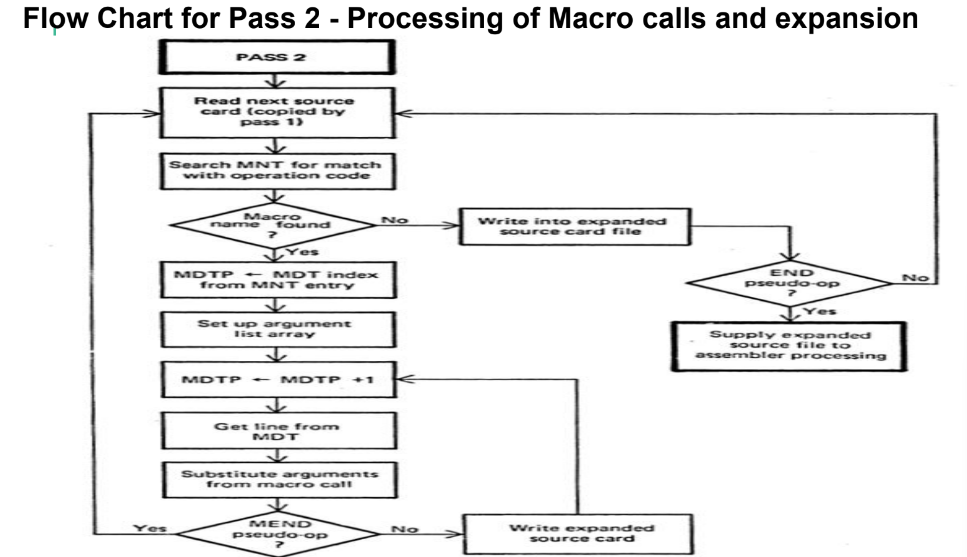 Flow Chart for Pass 2 - Processing of Macro calls and expansion
PASS 2
Read next source
card (copied by
pass 1)
Search MNT for match
with operation code
Macro
name found
?
No
Write into expanded
source card file
Yes
END
pseudo-op
?
No
Yes
MDTP ← MDT index
from MNT entry
Set up argument
list array
Supply expanded
source file to
assembler processing
MDTP ← MDTP +1
Get line from
MDT
Substitute arguments
from macro call
MEND
pseudo-op
?
Yes
No
Write expanded
source card